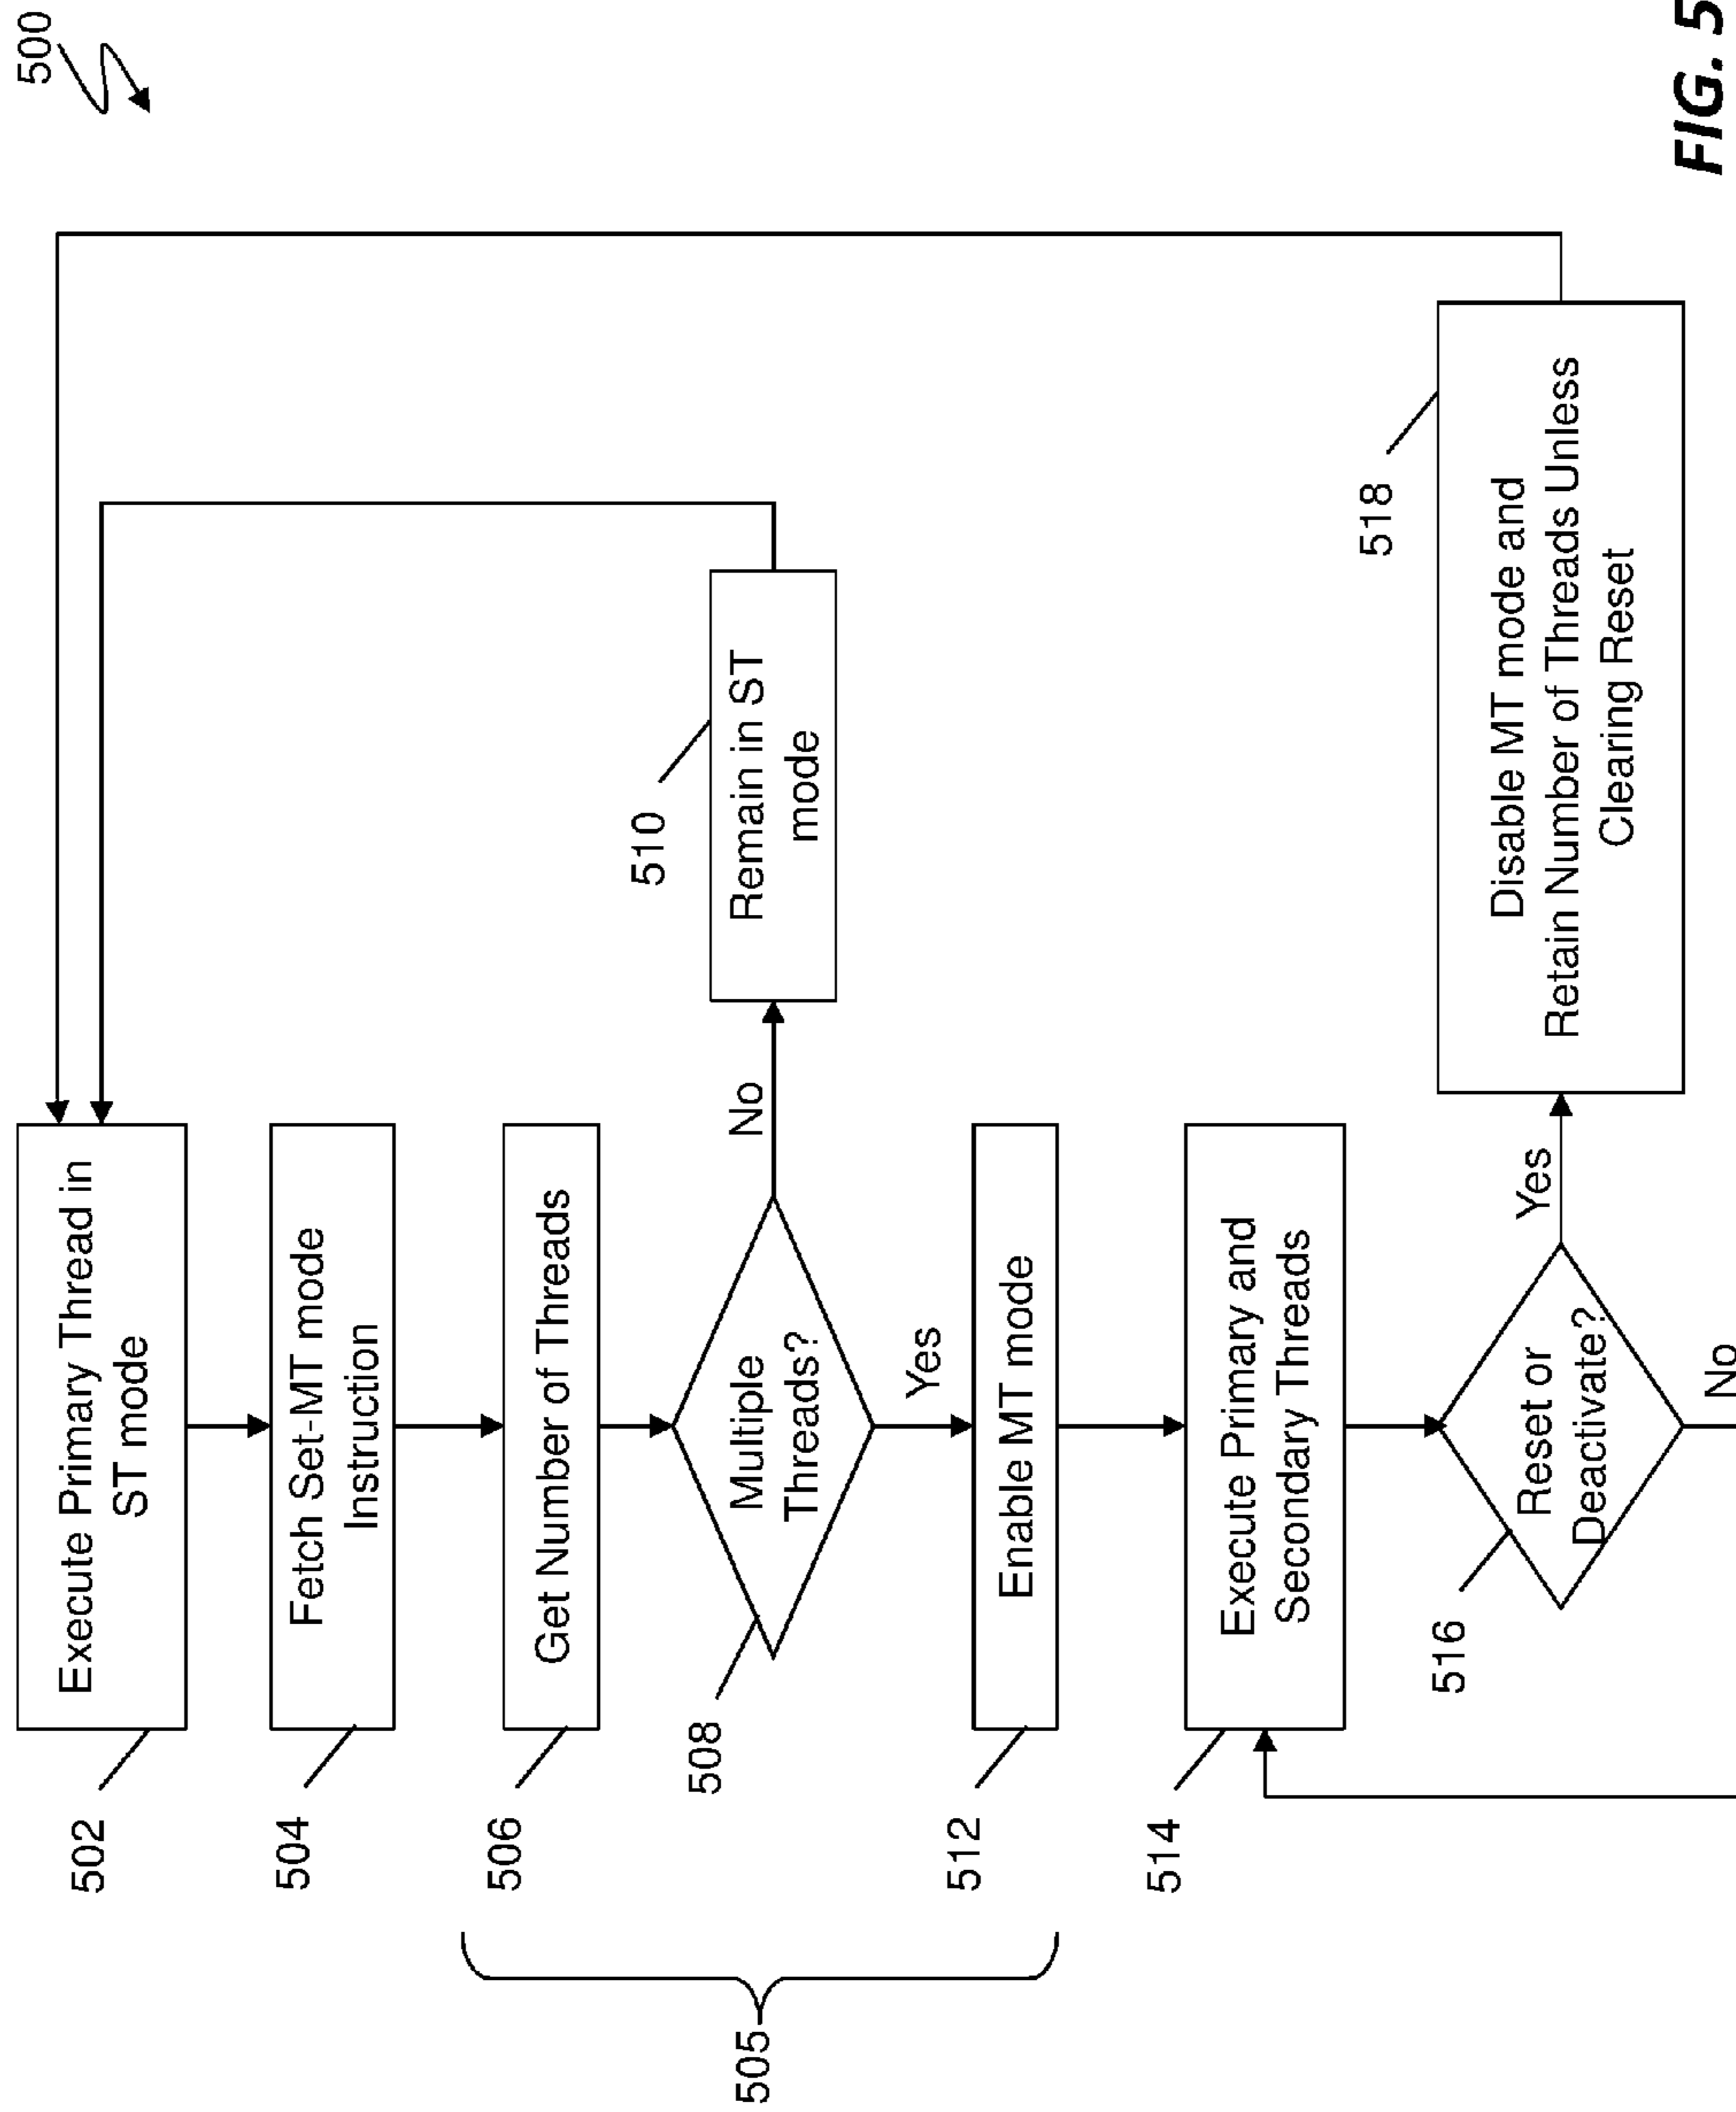 500
502
Execute Primary Thread in
ST mode
504
Fetch Set-MT mode
Instruction
505
506
Get Number of Threads
508
Multiple
Threads?
No
510
Remain in ST
mode
Yes
512
Enable MT mode
514
Execute Primary and
Secondary Threads
516
Reset or
Deactivate?
Yes
518
Disable MT mode and
Retain Number of Threads Unless
Clearing Reset
No
FIG. 5